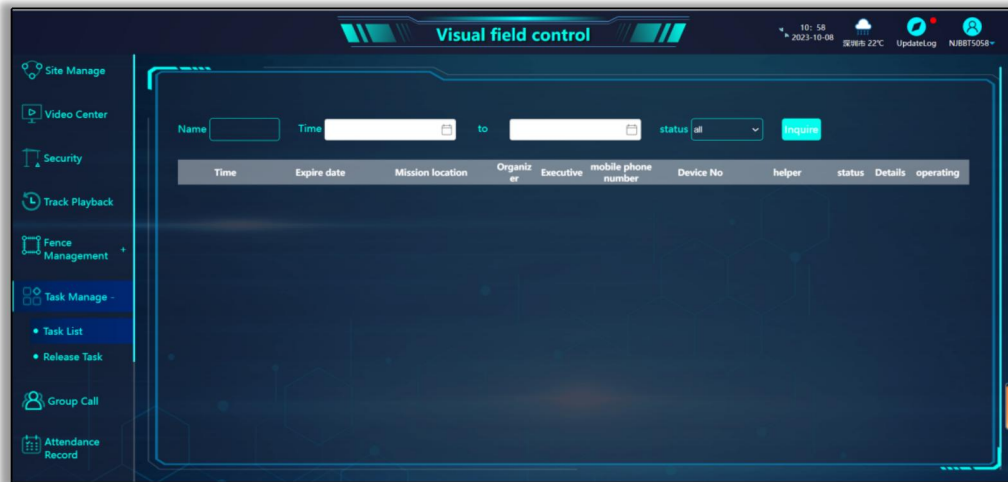 Visual field control
10: 58
2023-10-08
深圳市 22℃
UpdateLog
NJBBTS058
Site Manage
Video Center
Security
Track Playback
Fence
Management +
Task Manage -
Task List
Release Task
Group Call
Attendance
Record
Name
Time
to
status all
Inquire
Time
Expire date
Mission location
Organiz
er
Executive
mobile phone
number
Device No
helper
status
Details
operating